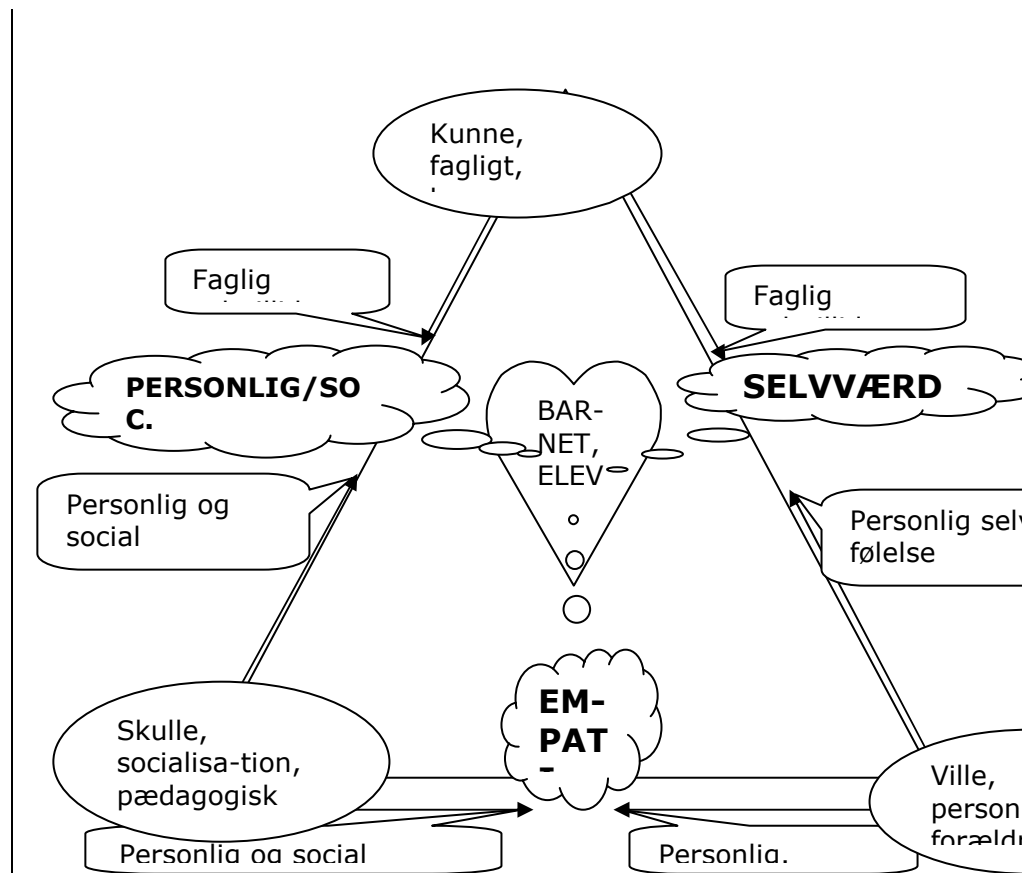 Kunne,
fagligt,
Faglig
Faglig
PERSONLIG/SO
C.
SELVVÆRD
BAR-
NET,
ELEV
Personlig og
social
Personlig selv
følelse
EM-
PAT
Skulle,
socialisa-tion,
pædagogisk
Ville,
person
forældr
Personlig og social
Personlig.